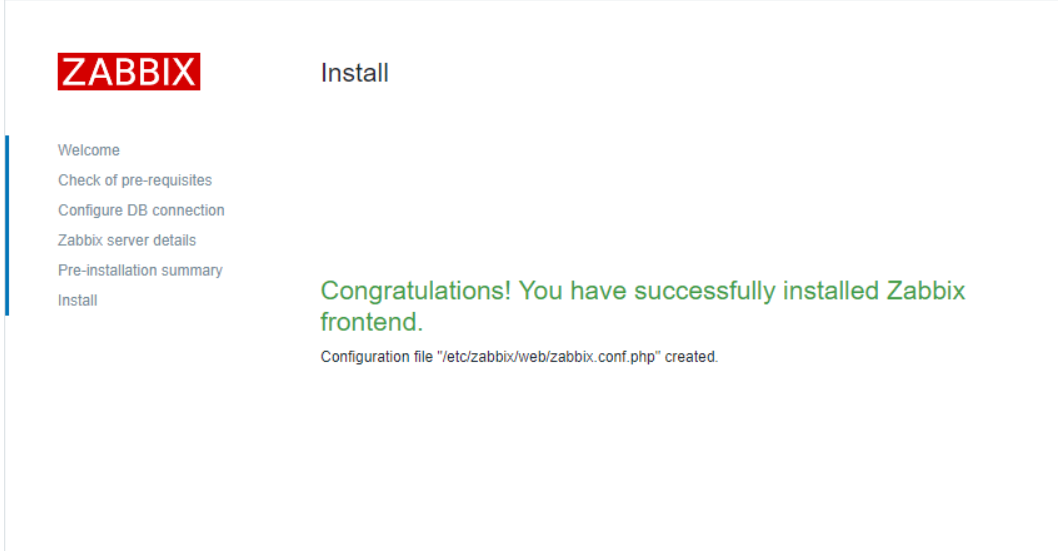 ZABBIX
Install
Welcome
Check of pre-requisites
Configure DB connection
Zabbix server details
Pre-installation summary
Install
Congratulations! You have successfully installed Zabbix
frontend.
Configuration file "/etc/zabbix/web/zabbix.conf.php" created.